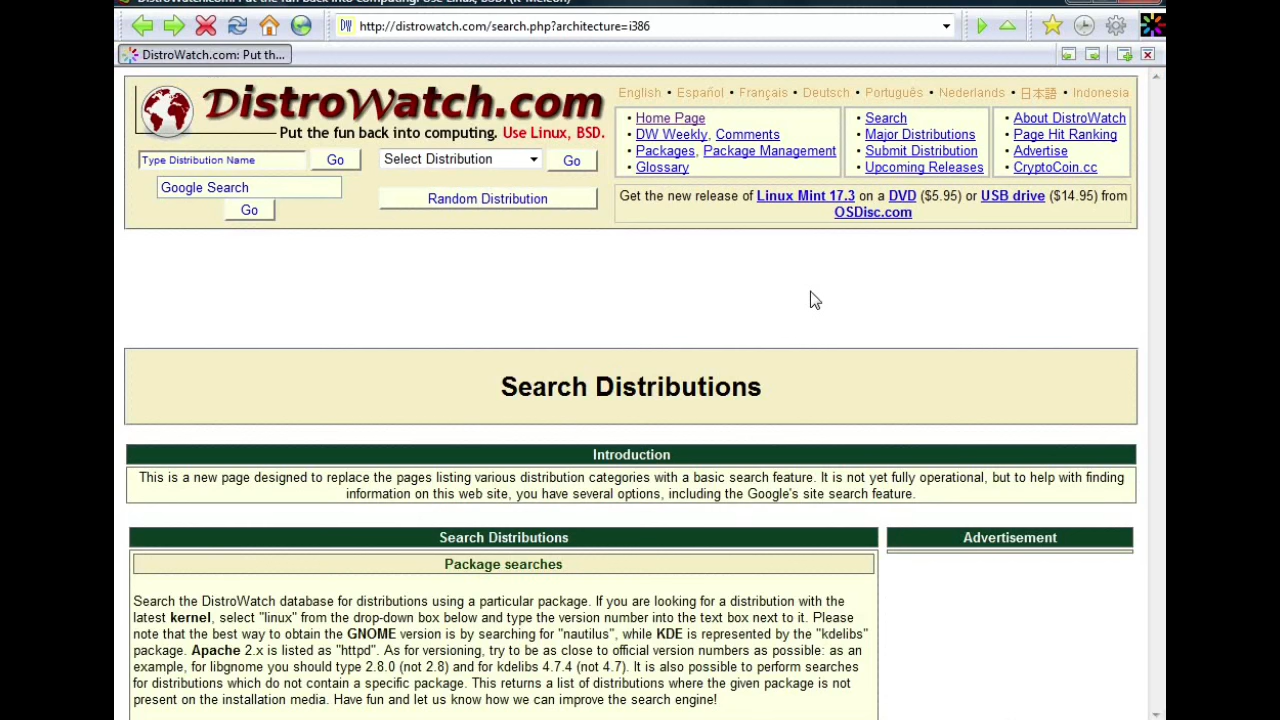 DistroWatch.com: Put the fun back into computing. Use Linux, BSD. (K-Meleon)
http://distrowatch.com/search.php?architecture=i386
DistroWatch.com: Put th...
DistroWatch.com
Put the fun back into computing. Use Linux, BSD.
Type Distribution Name
Go
Select Distribution
Go
Google Search
Go
Random Distribution
English • Español • Français • Deutsch • Português • Nederlands • 日本語 • Indonesia
• Home Page
• DW Weekly, Comments
• Packages, Package Management
• Glossary
• Search
• Major Distributions
• Submit Distribution
• Upcoming Releases
• About DistroWatch
• Page Hit Ranking
• Advertise
• CryptoCoin.cc
Get the new release of Linux Mint 17.3 on a DVD ($5.95) or USB drive ($14.95) from
OSDisc.com
Search Distributions
Introduction
This is a new page designed to replace the pages listing various distribution categories with a basic search feature. It is not yet fully operational, but to help with finding
information on this web site, you have several options, including the Google's site search feature.
Search Distributions
Package searches
Search the DistroWatch database for distributions using a particular package. If you are looking for a distribution with the
latest kernel, select "linux" from the drop-down box below and type the version number into the text box next to it. Please
note that the best way to obtain the GNOME version is by searching for "nautilus", while KDE is represented by the "kdelibs"
package. Apache 2.x is listed as "httpd". As for versioning, try to be as close to official version numbers as possible: as an
example, for libgnome you should type 2.8.0 (not 2.8) and for kdelibs 4.7.4 (not 4.7). It is also possible to perform searches
for distributions which do not contain a specific package. This returns a list of distributions where the given package is not
present on the installation media. Have fun and let us know how we can improve the search engine!
Advertisement